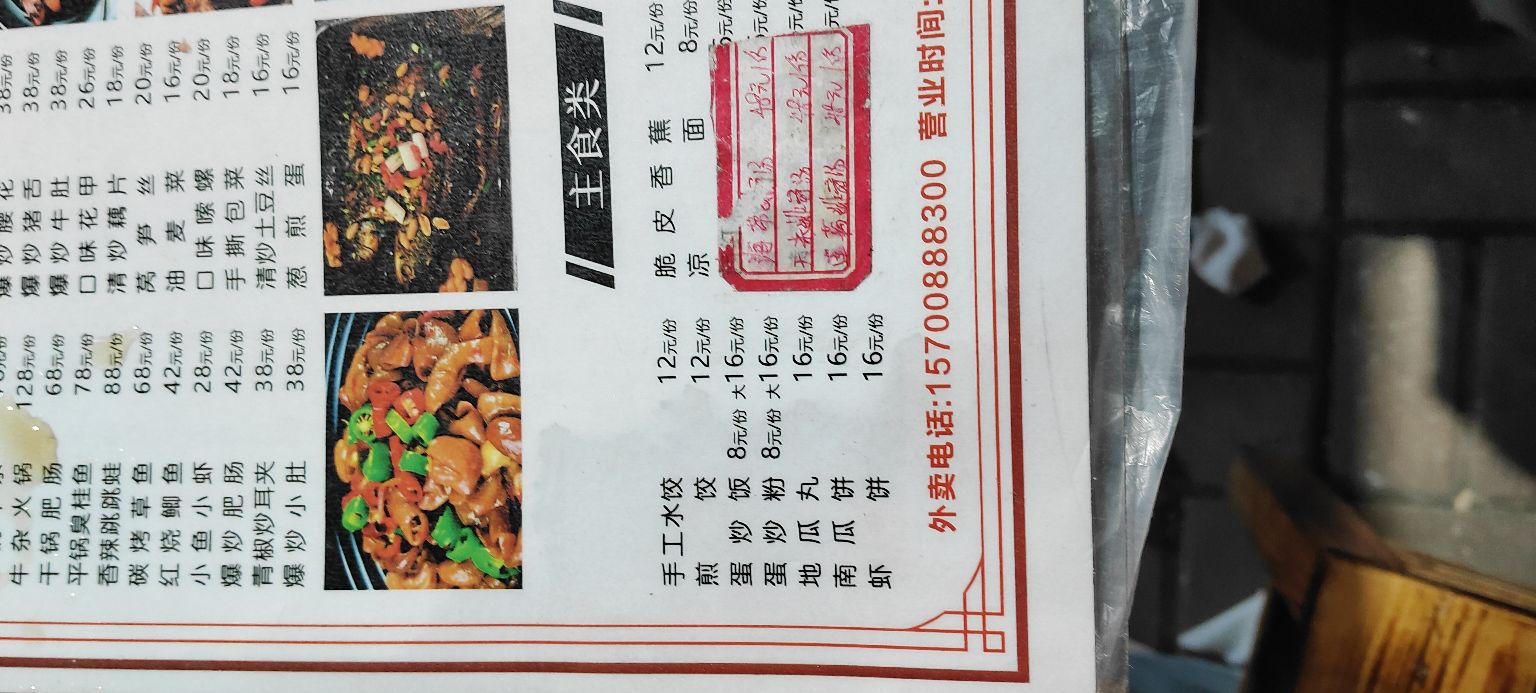 牛杂火锅 128元/份
干锅肥肠 68元/份
平锅臭桂鱼 78元/份
香辣跳跳蛙 88元/份
碳烤草鱼 68元/份
红烧鲫鱼 42元/份
小鱼小虾 28元/份
爆炒肥肠 42元/份
青椒炒耳夹 38元/份
爆炒小肚 38元/份
爆炒腰花 38元/份
爆炒猪舌 38元/份
爆炒牛肚 38元/份
口味花甲 26元/份
清炒藕片 18元/份
莴笋丝 20元/份
油麦菜 16元/份
口味嗦螺 20元/份
手撕包菜 18元/份
清炒土豆丝 16元/份
葱煎蛋 16元/份
主食类
手工水饺 12元/份
煎饺 12元/份
蛋炒饭 8元/份 大16元/份
蛋炒粉 8元/份 大16元/份
地瓜丸 16元/份
南瓜饼 16元/份
虾饼 16元/份
脆皮香蕉 12元/份
凉面 8元/份
外卖电话:15700888300 营业时间: